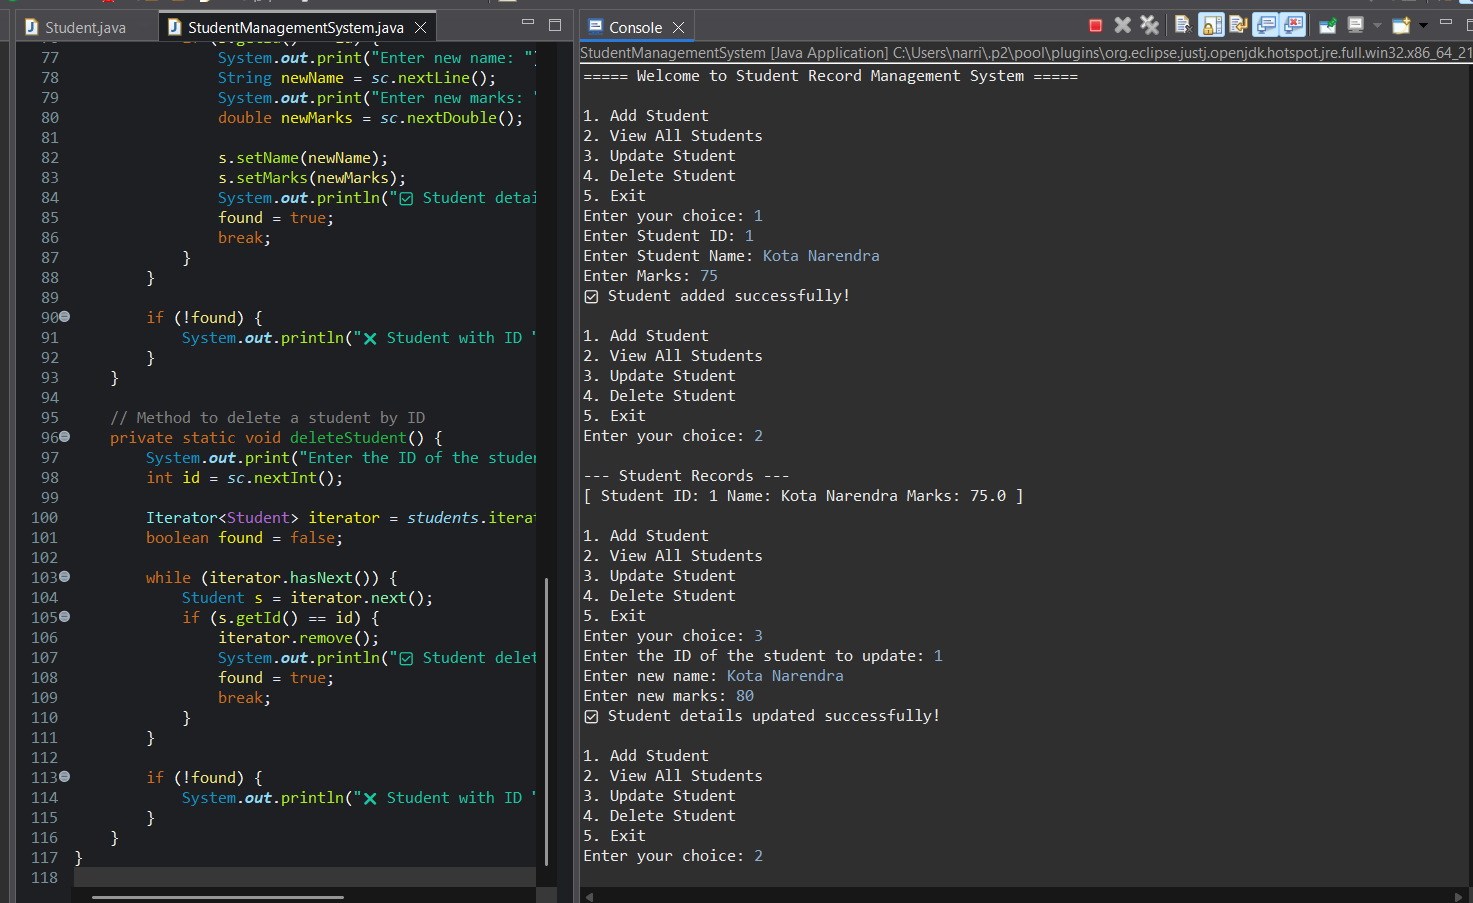 Student.java
StudentManagementSystem.java
77 System.out.print("Enter new name: "
78 String newName = sc.nextLine();
79 System.out.print("Enter new marks: "
80 double newMarks = sc.nextDouble();
81
82 s.setName(newName);
83 s.setMarks(newMarks);
84 System.out.println("☑ Student detai
85 found = true;
86 break;
87 }
88 }
89
90 if (!found) {
91 System.out.println("❌ Student with ID "
92 }
93 }
94
95 // Method to delete a student by ID
96 private static void deleteStudent() {
97 System.out.print("Enter the ID of the studen
98 int id = sc.nextInt();
99
100 Iterator<Student> iterator = students.iterat
101 boolean found = false;
102
103 while (iterator.hasNext()) {
104 Student s = iterator.next();
105 if (s.getId() == id) {
106 iterator.remove();
107 System.out.println("☑ Student delet
108 found = true;
109 break;
110 }
111 }
112
113 if (!found) {
114 System.out.println("❌ Student with ID "
115 }
116 }
117 }
118
Console
StudentManagementSystem [Java Application] C:\Users\narri\.p2\pool\plugins\org.eclipse.justj.openjdk.hotspot.jre.full.win32.x86_64_21
===== Welcome to Student Record Management System =====
1. Add Student
2. View All Students
3. Update Student
4. Delete Student
5. Exit
Enter your choice: 1
Enter Student ID: 1
Enter Student Name: Kota Narendra
Enter Marks: 75
☑ Student added successfully!
1. Add Student
2. View All Students
3. Update Student
4. Delete Student
5. Exit
Enter your choice: 2
--- Student Records ---
[ Student ID: 1 Name: Kota Narendra Marks: 75.0 ]
1. Add Student
2. View All Students
3. Update Student
4. Delete Student
5. Exit
Enter your choice: 3
Enter the ID of the student to update: 1
Enter new name: Kota Narendra
Enter new marks: 80
☑ Student details updated successfully!
1. Add Student
2. View All Students
3. Update Student
4. Delete Student
5. Exit
Enter your choice: 2